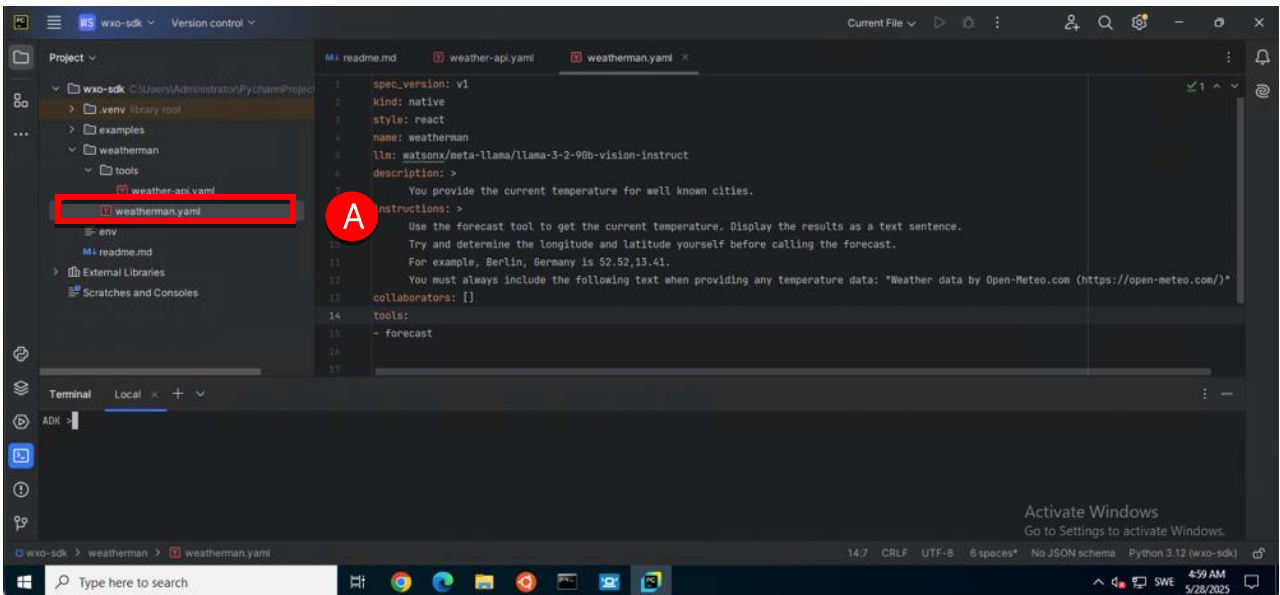 PC
WS wxo-sdk Version control Current File
Project
M↓ readme.md weather-api.yaml weatherman.yaml ×
wxo-sdk C:\Users\Administrator\PycharmProjec
.venv library root
examples
weatherman
tools
weather-api.yaml
weatherman.yaml
env
M↓ readme.md
External Libraries
Scratches and Consoles
A
1 spec_version: v1
2 kind: native
3 style: react
4 name: weatherman
5 llm: watsonx/meta-llama/llama-3-2-90b-vision-instruct
6 description: >
7 You provide the current temperature for well known cities.
nstructions: >
Use the forecast tool to get the current temperature. Display the results as a text sentence.
10 Try and determine the longitude and latitude yourself before calling the forecast.
11 For example, Berlin, Germany is 52.52,13.41.
12 You must always include the following text when providing any temperature data: "Weather data by Open-Meteo.com (https://open-meteo.com/)"
13 collaborators: []
14 tools:
15 - forecast
16
17
1
Terminal Local × +
ADK >
Activate Windows
Go to Settings to activate Windows.
wxo-sdk > weatherman > weatherman.yaml 14:7 CRLF UTF-8 6 spaces* No JSON schema Python 3.12 (wxo-sdk)
Type here to search SWE 4:59 AM
5/28/2025